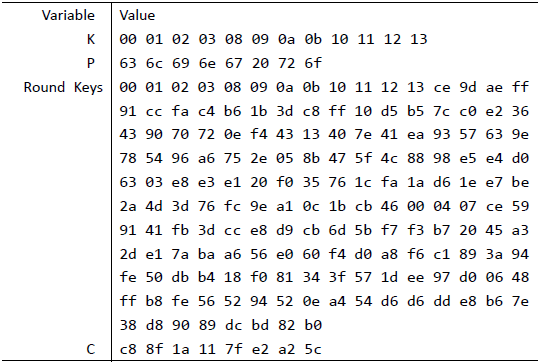 Variable Value
K 00 01 02 03 08 09 0a 0b 10 11 12 13
P 63 6c 69 6e 67 20 72 6f
Round Keys 00 01 02 03 08 09 0a 0b 10 11 12 13 ce 9d ae ff
91 cc fa c4 b6 1b 3d c8 ff 10 d5 b5 7c c0 e2 36
43 90 70 72 0e f4 43 13 40 7e 41 ea 93 57 63 9e
78 54 96 a6 75 2e 05 8b 47 5f 4c 88 98 e5 e4 d0
63 03 e8 e3 e1 20 f0 35 76 1c fa 1a d6 1e e7 be
2a 4d 3d 76 fc 9e a1 0c 1b cb 46 00 04 07 ce 59
91 41 fb 3d cc e8 d9 cb 6d 5b f7 f3 b7 20 45 a3
2d e1 7a ba a6 56 e0 60 f4 d0 a8 f6 c1 89 3a 94
fe 50 db b4 18 f0 81 34 3f 57 1d ee 97 d0 06 48
ff b8 fe 56 52 94 52 0e a4 54 d6 d6 dd e8 b6 7e
38 d8 90 89 dc bd 82 b0
C c8 8f 1a 11 7f e2 a2 5c